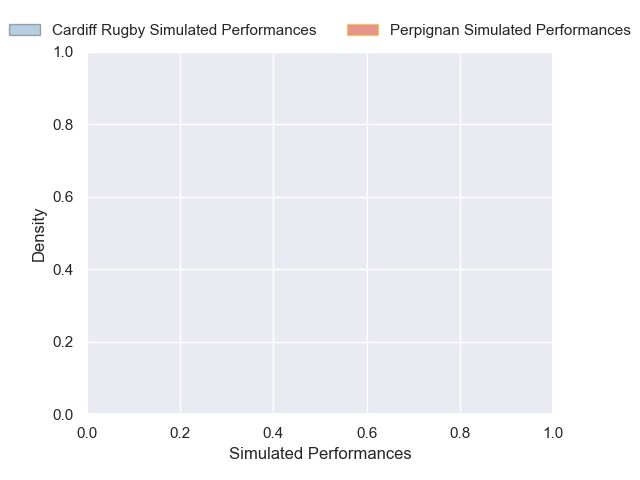 Cardiff Rugby Simulated Performances Perpignan Simulated Performances
1.0
0.8
0.6
0.4
0.2
0.0
Density
0.0 0.2 0.4 0.6 0.8 1.0
Simulated Performances